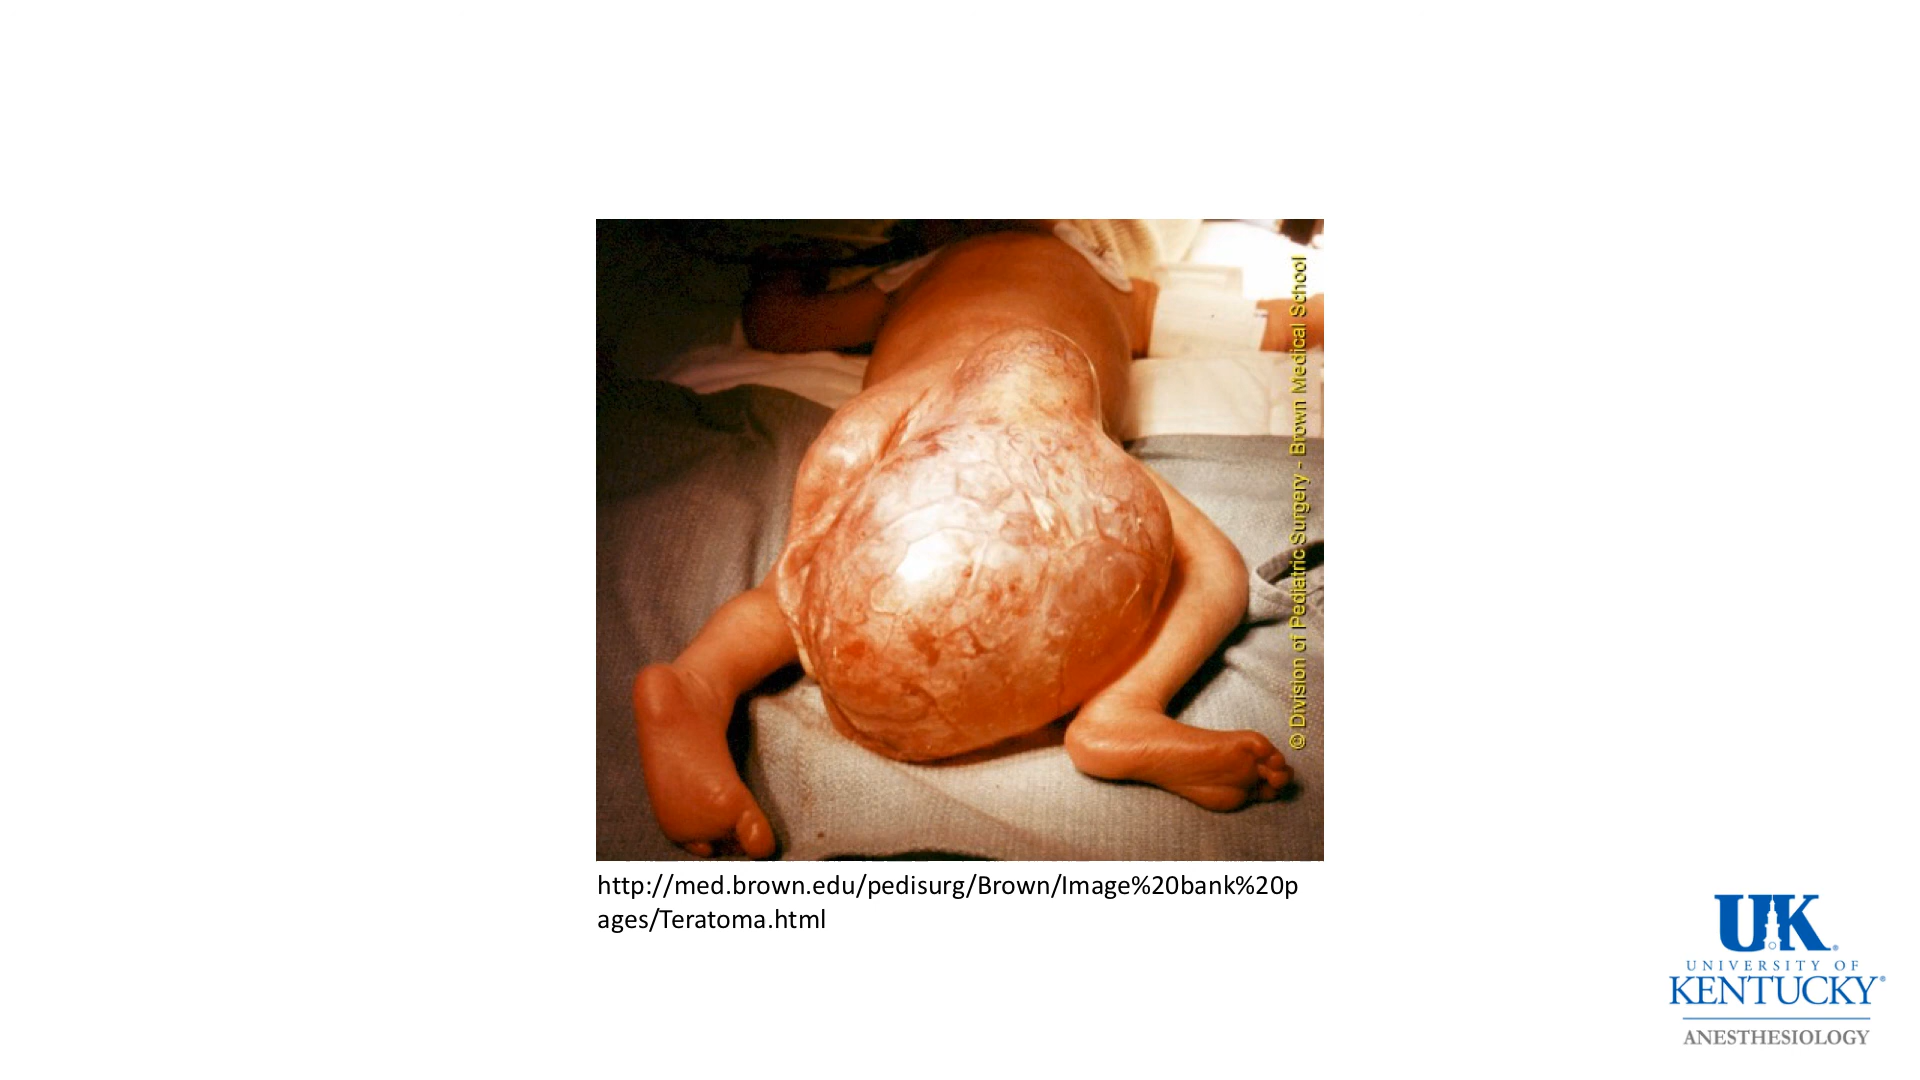 © Division of Pediatric Surgery - Brown Medical School
http://med.brown.edu/pedisurg/Brown/Image%20bank%20p
ages/Teratoma.html
UK
UNIVERSITY OF
KENTUCKY®
ANESTHESIOLOGY